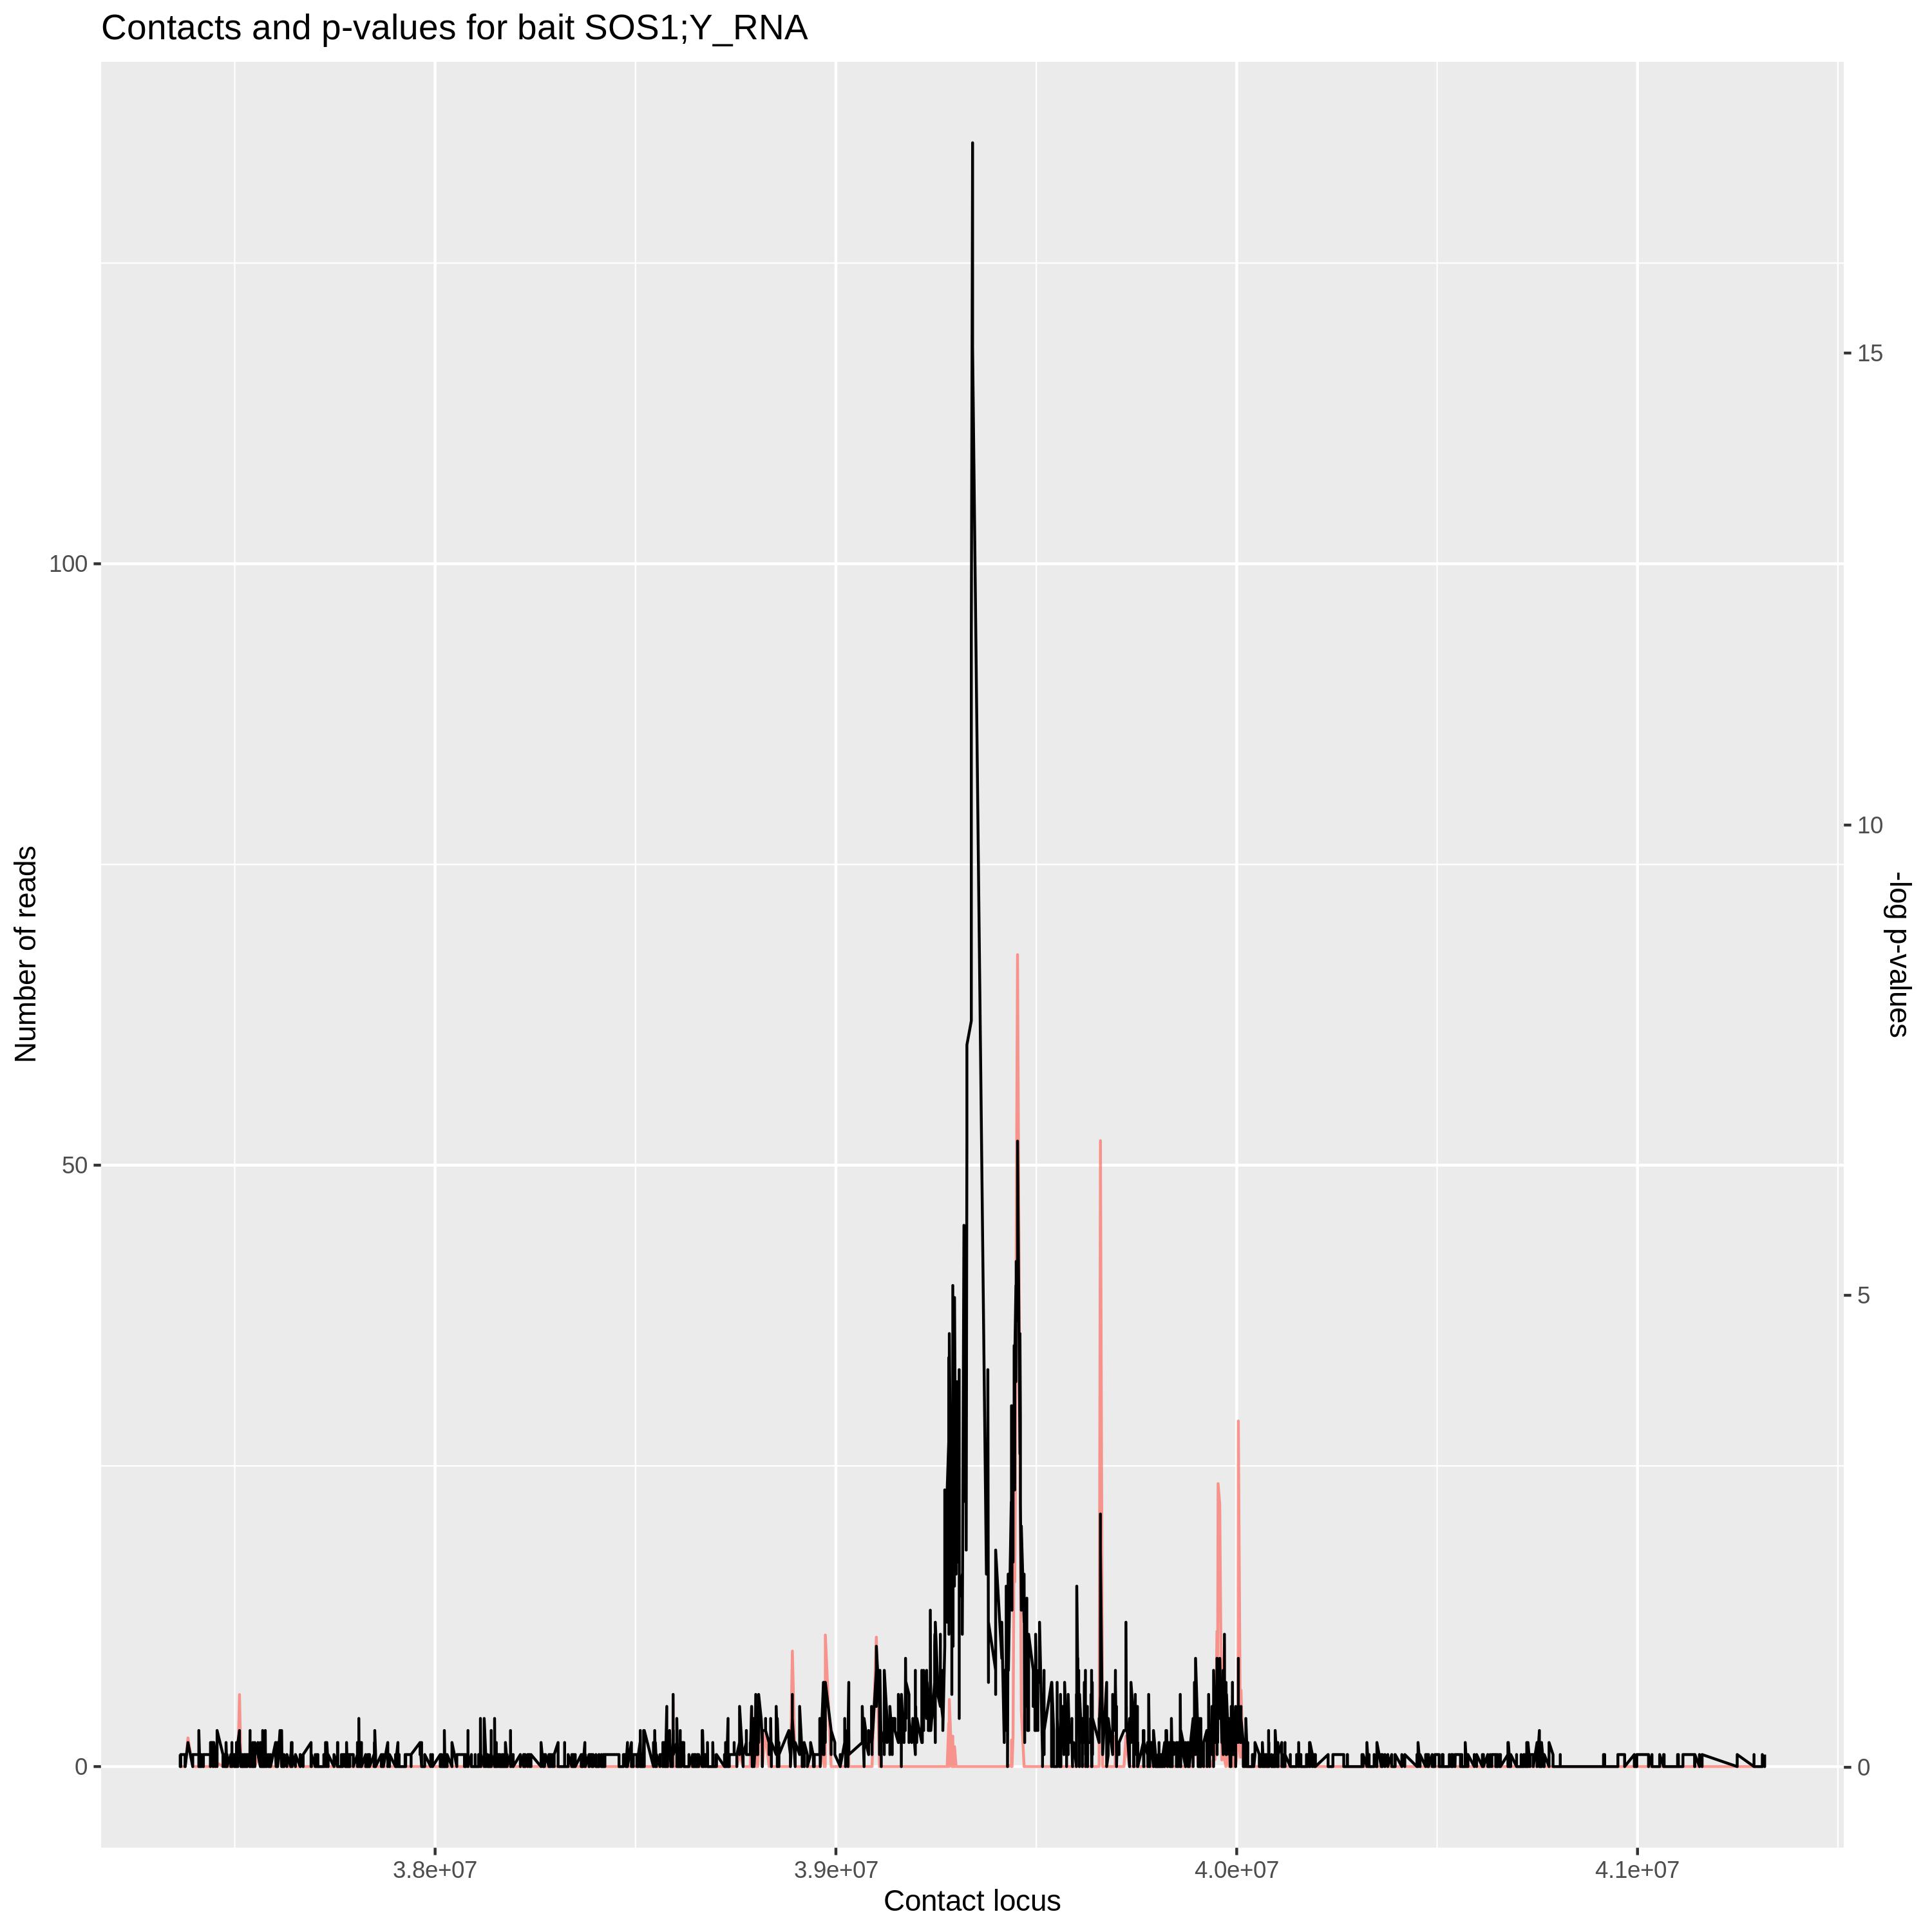 Contacts and p-values for bait SOS1;Y_RNA
Number of reads
100
50
0
15
10
5
0
-log p-values
3.8e+07
3.9e+07
4.0e+07
4.1e+07
Contact locus